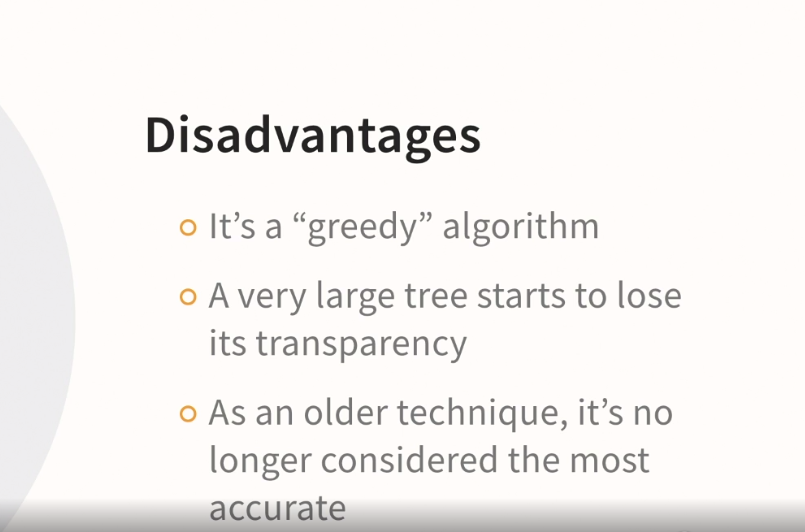 Disadvantages
It’s a “greedy” algorithm
A very large tree starts to lose
its transparency
As an older technique, it’s no
longer considered the most
accurate